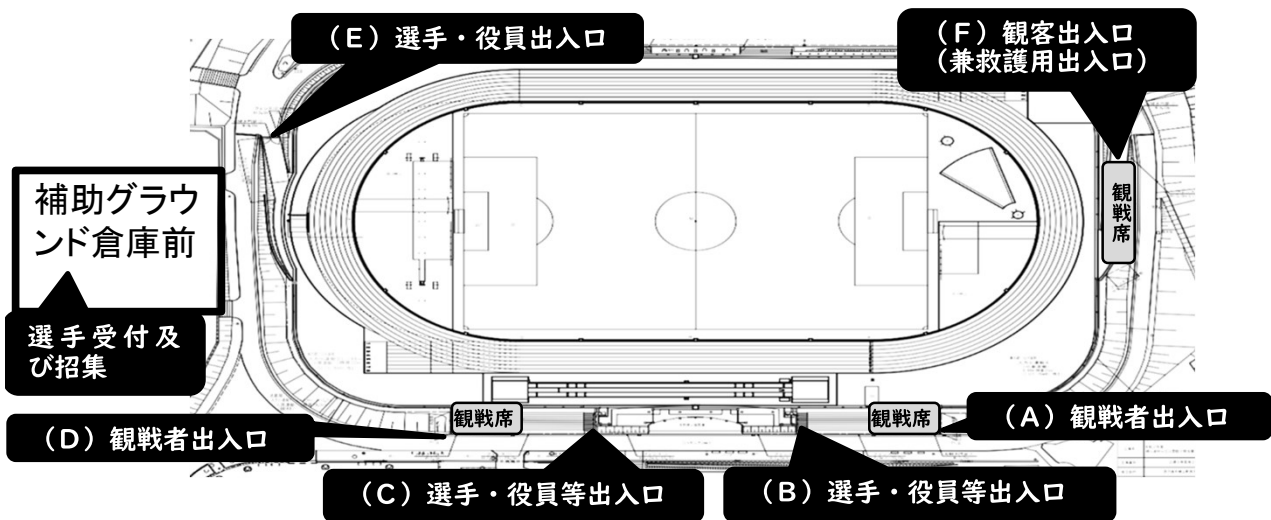 （E）選手・役員出入口
（F）観客出入口
（兼救護用出入口）
補助グラウ
ンド倉庫前
選手受付及
び招集
観戦席
観戦席
観戦席
（A）観戦者出入口
（D）観戦者出入口
（C）選手・役員等出入口
（B）選手・役員等出入口